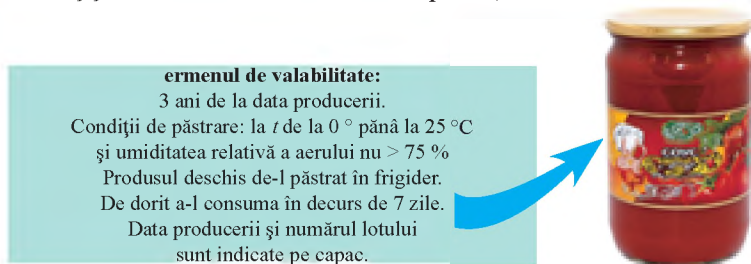 ermenul de valabilitate:
3 ani de la data producerii.
Condiţii de păstrare: la t de la 0 ° pănâ la 25 °C
şi umiditatea relativă a aerului nu > 75 %
Produsul deschis de-l păstrat în frigider.
De dorit a-l consuma în decurs de 7 zile.
Data producerii şi numărul lotului
sunt indicate pe capac.